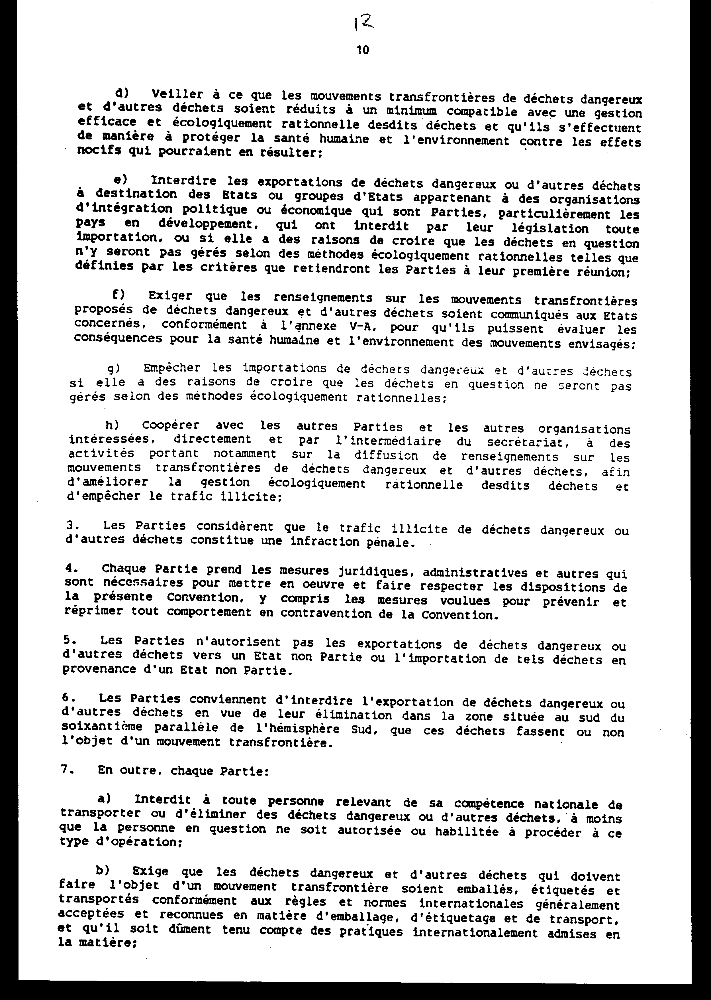 12
10
d) Veiller à ce que les mouvements transfrontières de déchets dangereux
et d'autres déchets soient réduits à un minimum compatible avec une gestion
efficace et écologiquement rationnelle desdits déchets et qu'ils s'effectuent
de manière à protéger la santé humaine et l'environnement contre les effets
nocifs qui pourraient en résulter;
e) Interdire les exportations de déchets dangereux ou d'autres déchets
à destination des Etats ou groupes d'Etats appartenant à des organisations
d'intégration politique ou économique qui sont Parties, particulièrement les
pays en développement, qui ont interdit par leur législation toute
importation, ou si elle a des raisons de croire que les déchets en question
n'y seront pas gérés selon des méthodes écologiquement rationnelles telles que
définies par les critères que retiendront les Parties à leur première réunion;
f) Exiger que les renseignements sur les mouvements transfrontières
proposés de déchets dangereux et d'autres déchets soient communiqués aux Etats
concernés, conformément à l'annexe V-A, pour qu'ils puissent évaluer les
conséquences pour la santé humaine et l'environnement des mouvements envisagés;
g) Empêcher les importations de déchets dangereux et d'autres déchets
si elle a des raisons de croire que les déchets en question ne seront pas
gérés selon des méthodes écologiquement rationnelles;
h) Coopérer avec les autres Parties et les autres organisations
intéressées, directement et par l'intermédiaire du secrétariat, à des
activités portant notamment sur la diffusion de renseignements sur les
mouvements transfrontières de déchets dangereux et d'autres déchets, afin
d'améliorer la gestion écologiquement rationnelle desdits déchets et
d'empêcher le trafic illicite;
3. Les Parties considèrent que le trafic illicite de déchets dangereux ou
d'autres déchets constitue une infraction pénale.
4. Chaque Partie prend les mesures juridiques, administratives et autres qui
sont nécessaires pour mettre en oeuvre et faire respecter les dispositions de
la présente Convention, y compris les mesures voulues pour prévenir et
réprimer tout comportement en contravention de la Convention.
5. Les Parties n'autorisent pas les exportations de déchets dangereux ou
d'autres déchets vers un Etat non Partie ou l'importation de tels déchets en
provenance d'un Etat non Partie.
6. Les Parties conviennent d'interdire l'exportation de déchets dangereux ou
d'autres déchets en vue de leur élimination dans la zone située au sud du
soixantième parallèle de l'hémisphère Sud, que ces déchets fassent ou non
l'objet d'un mouvement transfrontière.
7. En outre, chaque Partie:
a) Interdit à toute personne relevant de sa compétence nationale de
transporter ou d'éliminer des déchets dangereux ou d'autres déchets, à moins
que la personne en question ne soit autorisée ou habilitée à procéder à ce
type d'opération;
b) Exige que les déchets dangereux et d'autres déchets qui doivent
faire l'objet d'un mouvement transfrontière soient emballés, étiquetés et
transportés conformément aux règles et normes internationales généralement
acceptées et reconnues en matière d'emballage, d'étiquetage et de transport,
et qu'il soit dûment tenu compte des pratiques internationalement admises en
la matière;